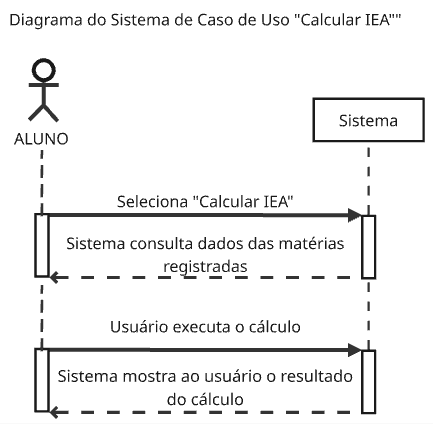 Diagrama do Sistema de Caso de Uso "Calcular IEA""
ALUNO
Sistema
Seleciona "Calcular IEA"
Sistema consulta dados das matérias
registradas
Usuário executa o cálculo
Sistema mostra ao usuário o resultado
do cálculo